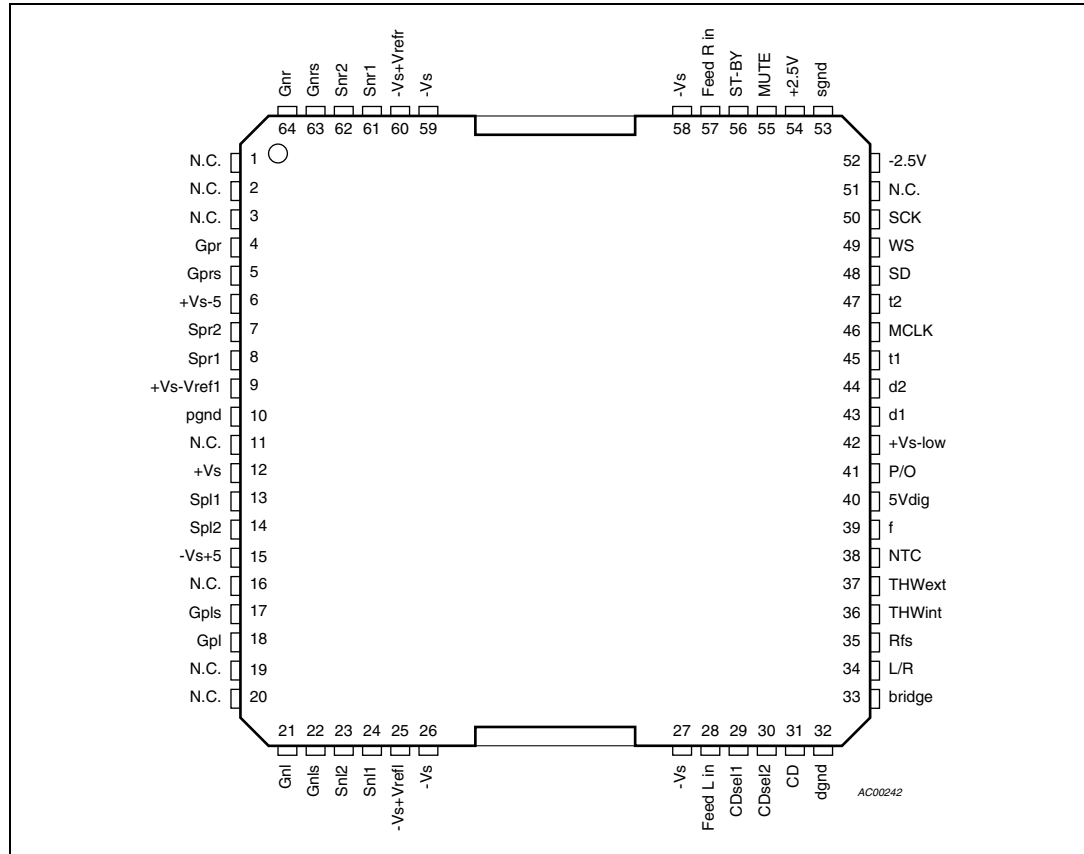 Gnr
Gnrs
Snr2
Snr1
-Vs+Vrefr
-Vs
-Vs
Feed R in
ST-BY
MUTE
+2.5V
sgnd
64 63 62 61 60 59 58 57 56 55 54 53
N.C. 1
N.C. 2
N.C. 3
Gpr 4
Gprs 5
+Vs-5 6
Spr2 7
Spr1 8
+Vs-Vref1 9
pgnd 10
N.C. 11
+Vs 12
Spl1 13
Spl2 14
-Vs+5 15
N.C. 16
Gpls 17
Gpl 18
N.C. 19
N.C. 20
52 -2.5V
51 N.C.
50 SCK
49 WS
48 SD
47 t2
46 MCLK
45 t1
44 d2
43 d1
42 +Vs-low
41 P/O
40 5Vdig
39 f
38 NTC
37 THWext
36 THWint
35 Rfs
34 L/R
33 bridge
21 22 23 24 25 26 27 28 29 30 31 32
Gnl
Gnls
Snl2
Snl1
-Vs+Vrefl
-Vs
-Vs
Feed L in
CDsel1
CDsel2
CD
dgnd
AC00242